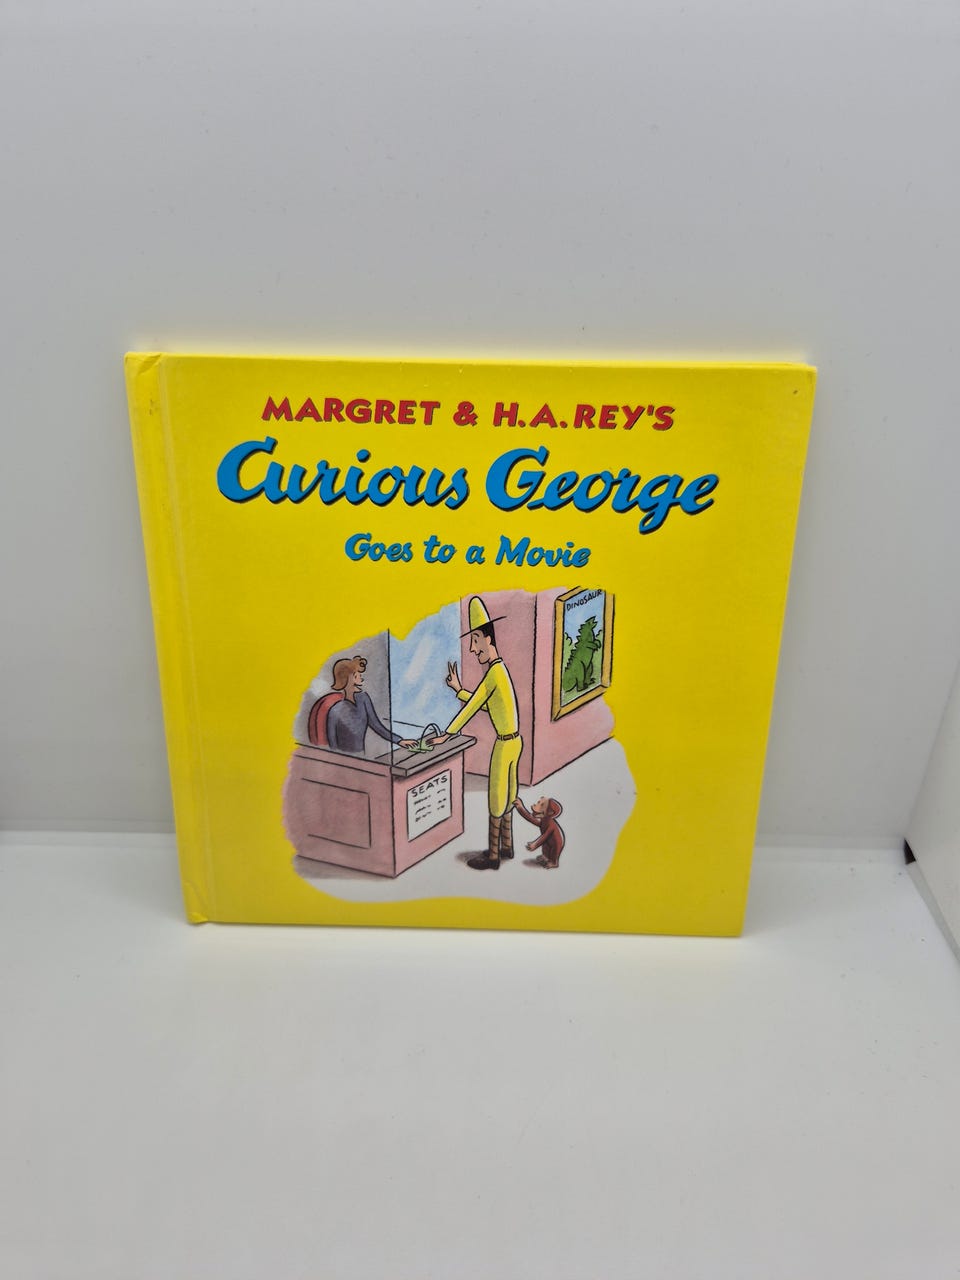 MARGRET & H.A. REY'S
Curious George
Goes to a Movie
DINOSAUR
SEATS